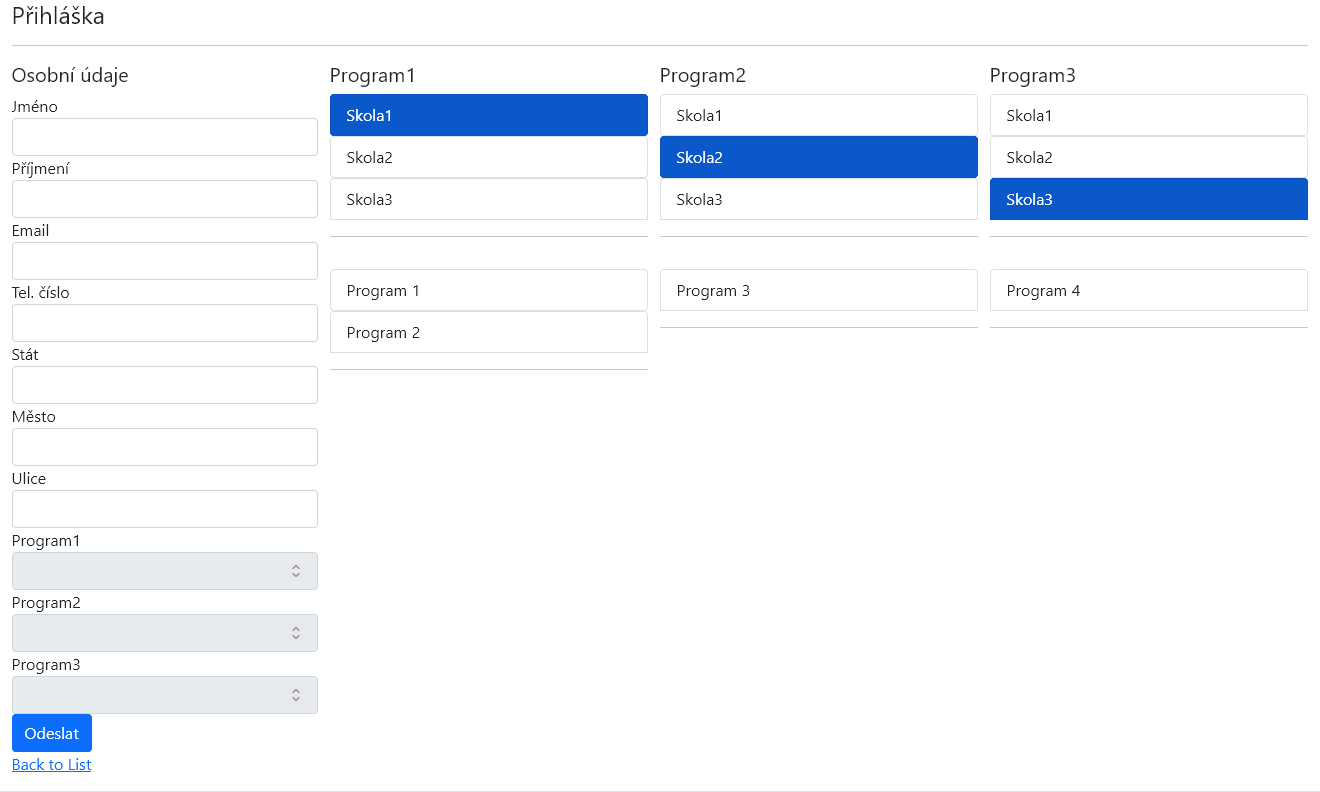 Přihláška
Osobní údaje
Jméno
Příjmení
Email
Tel. číslo
Stát
Město
Ulice
Program1
Program2
Program3
Odeslat
Back to List
Program1
Skola1
Skola2
Skola3
Program 1
Program 2
Program2
Skola1
Skola2
Skola3
Program 3
Program3
Skola1
Skola2
Skola3
Program 4